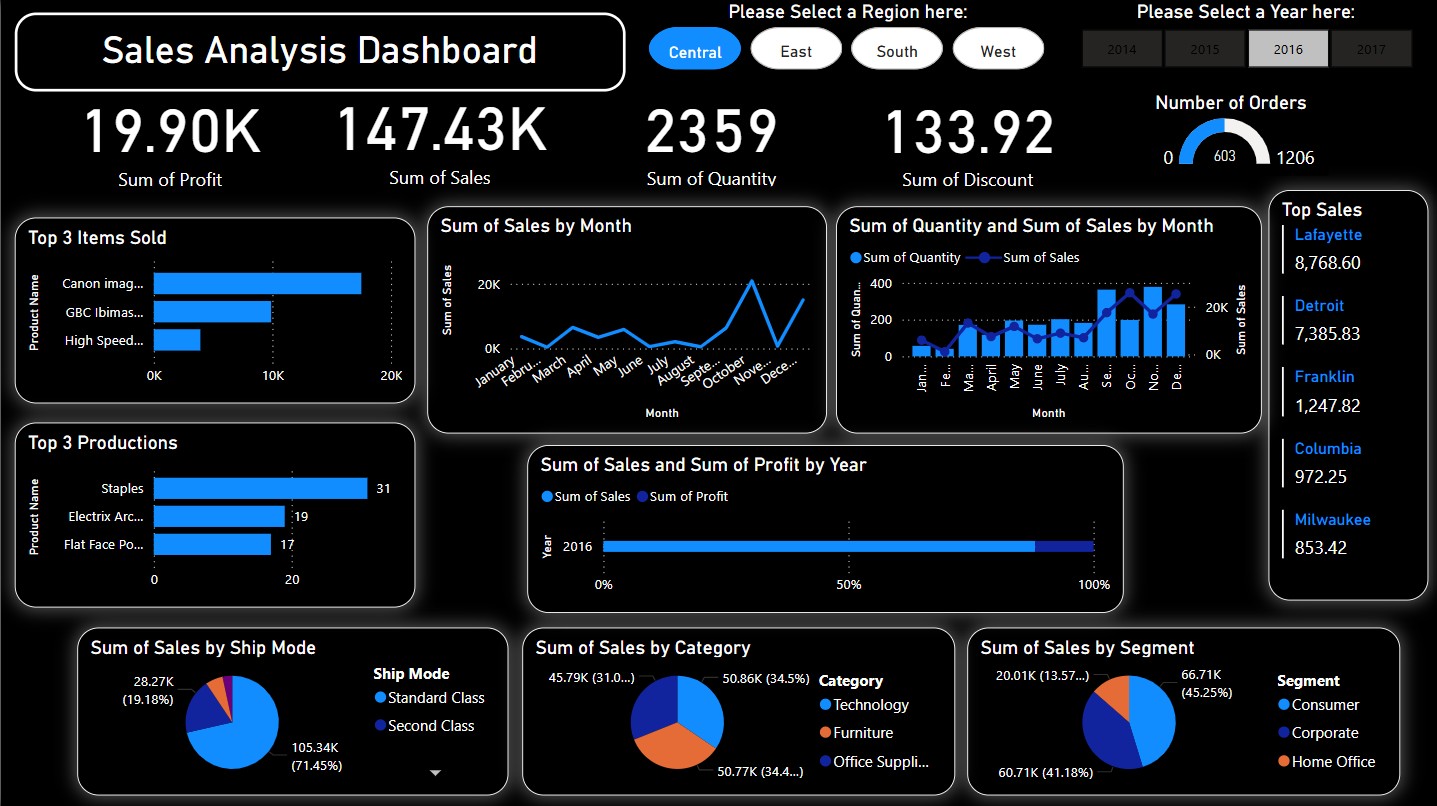 Please Select a Region here:
Please Select a Year here:
Sales Analysis Dashboard
Central
East
South
West
2014
2015
2016
2017
19.90K
Sum of Profit
147.43K
Sum of Sales
2359
Sum of Quantity
133.92
Sum of Discount
Number of Orders
0
603
1206
Top 3 Items Sold
Product Name
Canon imag...
GBC Ibimas...
High Speed...
0K
10K
20K
Sum of Sales by Month
Sum of Sales
20K
0K
January
Febru...
March
April
May
June
July
August
Septe...
October
Nove...
Dece...
Month
Sum of Quantity and Sum of Sales by Month
Sum of Quantity
Sum of Sales
Sum of Quan...
400
200
0
20K
0K
Sum of Sales
Jan...
Fe...
Ma...
April
May
June
July
Au...
Se...
Oc...
No...
De...
Month
Top Sales
Lafayette
8,768.60
Detroit
7,385.83
Franklin
1,247.82
Columbia
972.25
Milwaukee
853.42
Top 3 Productions
Product Name
Staples
31
Electrix Arc...
19
Flat Face Po...
17
0
20
Sum of Sales and Sum of Profit by Year
Sum of Sales
Sum of Profit
Year
2016
0%
50%
100%
Sum of Sales by Ship Mode
28.27K
(19.18%)
105.34K
(71.45%)
Ship Mode
Standard Class
Second Class
Sum of Sales by Category
45.79K (31.0...)
50.86K (34.5%)
50.77K (34.4...)
Category
Technology
Furniture
Office Suppli...
Sum of Sales by Segment
20.01K (13.57...)
66.71K
(45.25%)
60.71K (41.18%)
Segment
Consumer
Corporate
Home Office